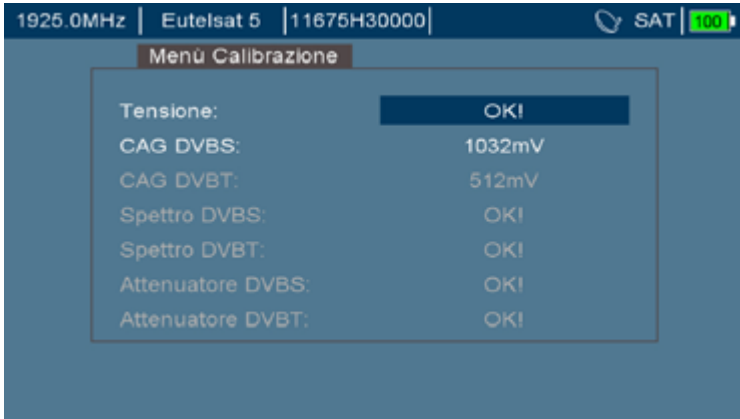 1925.0MHz Eutelsat 5 11675H30000 SAT 100
Menù Calibrazione
Tensione: OK!
CAG DVBS: 1032mV
CAG DVBT: 512mV
Spettro DVBS: OK!
Spettro DVBT: OK!
Attenuatore DVBS: OK!
Attenuatore DVBT: OK!